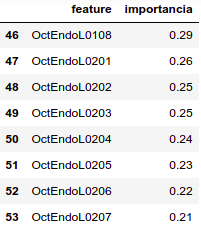 feature importancia
46 OctEndoL0108 0.29
47 OctEndoL0201 0.26
48 OctEndoL0202 0.25
49 OctEndoL0203 0.25
50 OctEndoL0204 0.24
51 OctEndoL0205 0.23
52 OctEndoL0206 0.22
53 OctEndoL0207 0.21